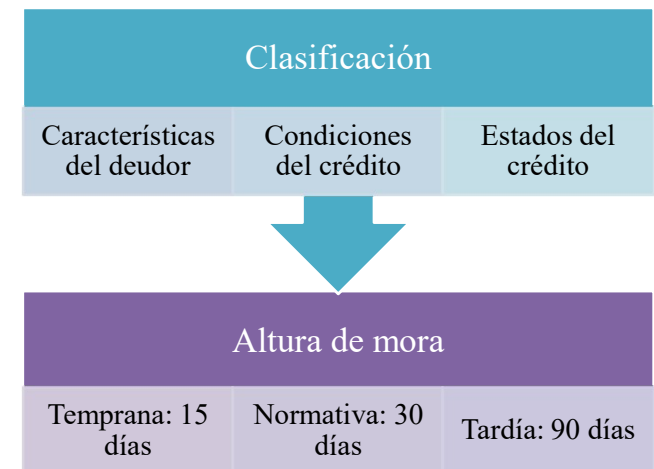 Clasificación
Características
del deudor
Condiciones
del crédito
Estados del
crédito
Altura de mora
Temprana: 15
días
Normativa: 30
días
Tardía: 90 días